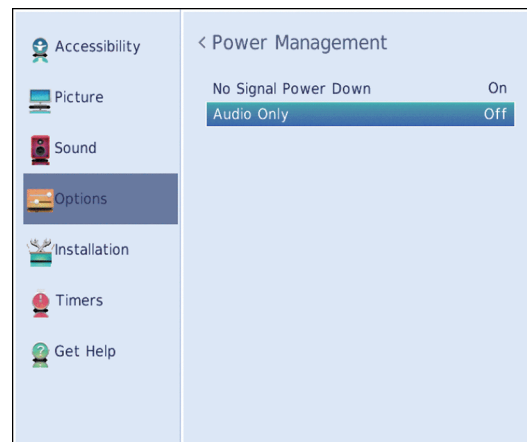 Accessibility
Picture
Sound
Options
Installation
Timers
Get Help
< Power Management
No Signal Power Down On
Audio Only Off